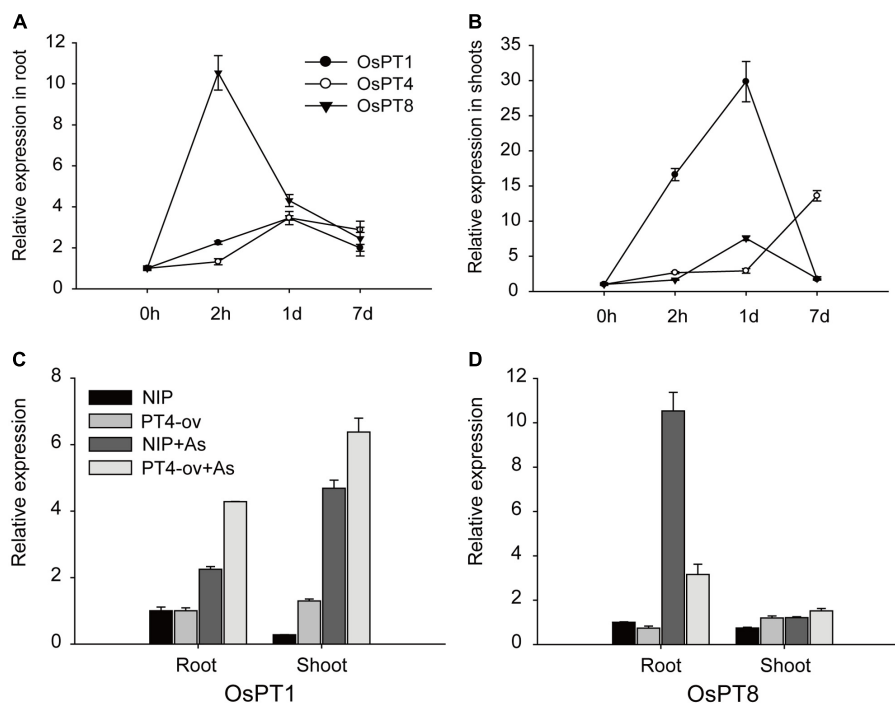 A
Relative expression in root
12
10
8
6
4
2
0
0h 2h 1d 7d
OsPT1
OsPT4
OsPT8
B
Relative expression in shoots
35
30
25
20
15
10
5
0
0h 2h 1d 7d
C
Relative expression
8
6
4
2
0
NIP
PT4-ov
NIP+As
PT4-ov+As
Root Shoot
OsPT1
D
Relative expression
12
10
8
6
4
2
0
Root Shoot
OsPT8